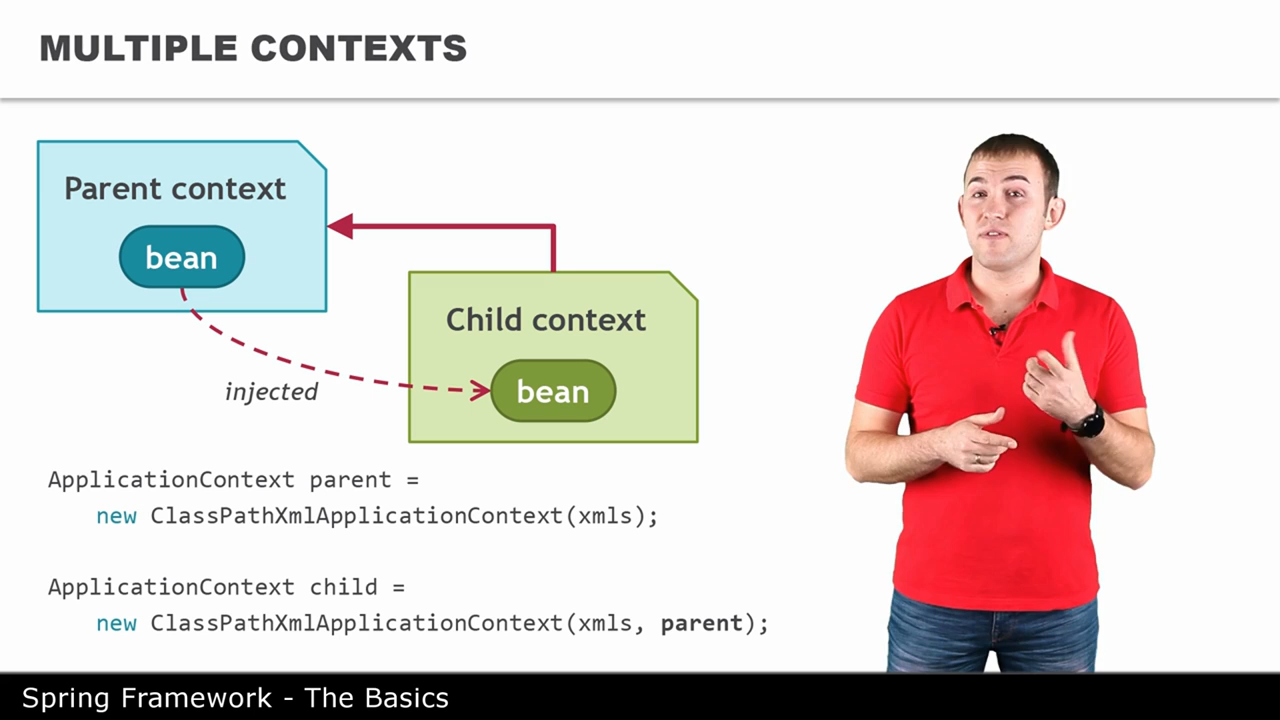 MULTIPLE CONTEXTS
Parent context
bean
Child context
bean
injected
ApplicationContext parent =
new ClassPathXmlApplicationContext(xmls);
ApplicationContext child =
new ClassPathXmlApplicationContext(xmls, parent);
Spring Framework - The Basics